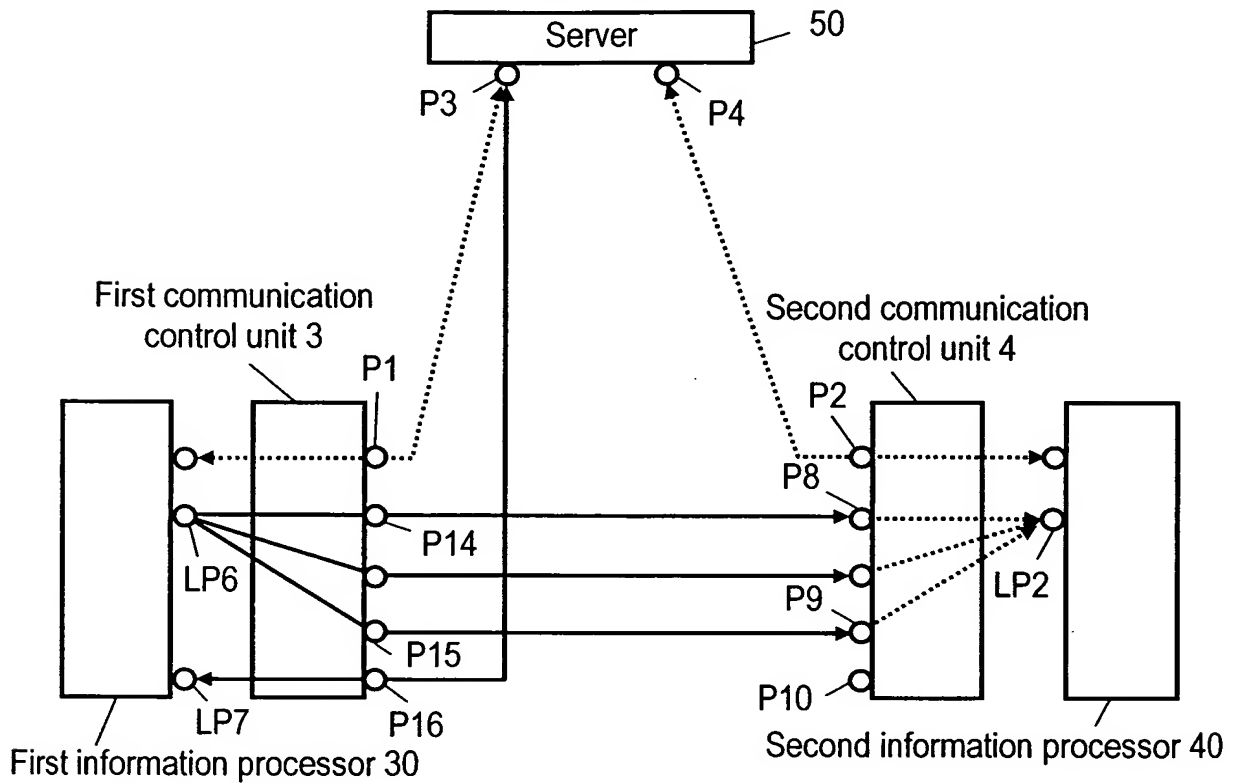 Server
50
P3
P4
First communication
control unit 3
Second communication
control unit 4
P1
P2
P8
P14
LP6
P9
LP2
P15
P10
LP7
P16
First information processor 30
Second information processor 40